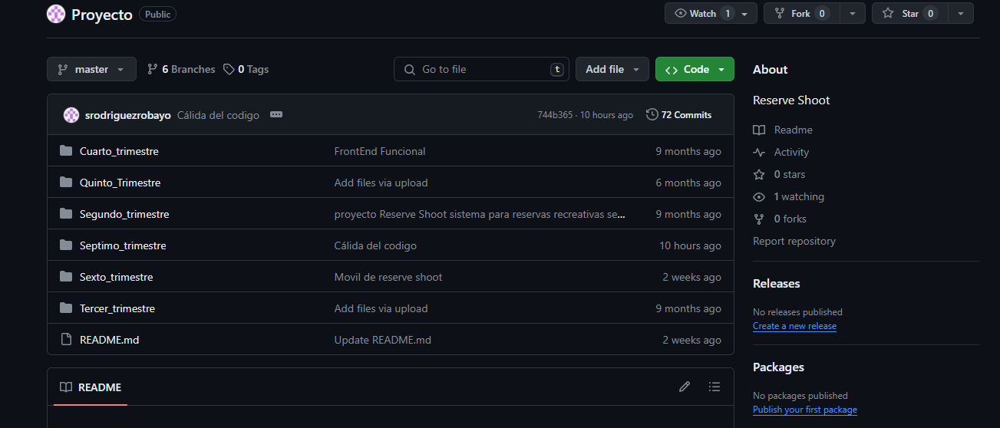 Proyecto Public
Watch 1 Fork 0 Star 0
master 6 Branches 0 Tags Go to file t Add file Code
srodriguezrobayo Cálida del codigo 744b365 · 10 hours ago 72 Commits
Cuarto_trimestre FrontEnd Funcional 9 months ago
Quinto_Trimestre Add files via upload 6 months ago
Segundo_trimestre proyecto Reserve Shoot sistema para reservas recreativas se... 9 months ago
Septimo_trimestre Cálida del codigo 10 hours ago
Sexto_trimestre Movil de reserve shoot 2 weeks ago
Tercer_trimestre Add files via upload 9 months ago
README.md Update README.md 2 weeks ago
README
About
Reserve Shoot
Readme
Activity
0 stars
1 watching
0 forks
Report repository
Releases
No releases published
Create a new release
Packages
No packages published
Publish your first package